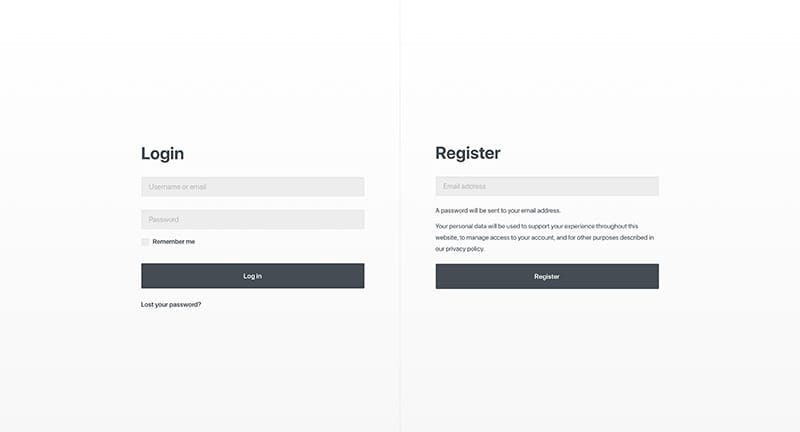 Login
Username or email
Password
Remember me
Log in
Lost your password?
Register
Email address
A password will be sent to your email address.
Your personal data will be used to support your experience throughout this
website, to manage access to your account, and for other purposes described in
our privacy policy.
Register